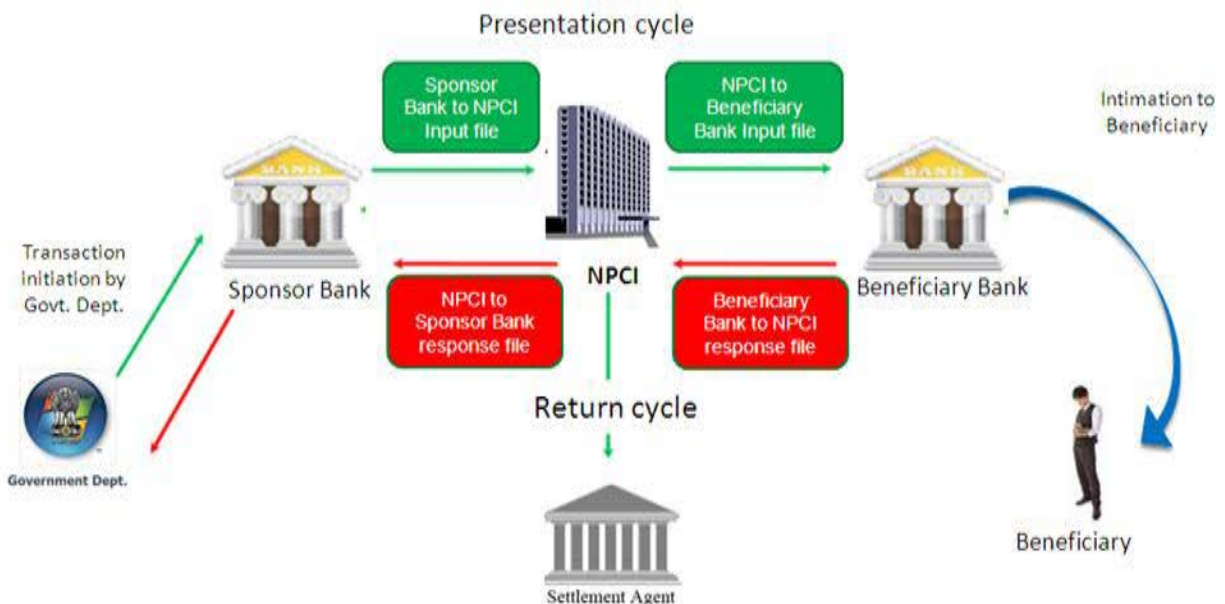 Presentation cycle
Sponsor
Bank to NPCI
Input file
NPCI to
Beneficiary
Bank Input file
Intimation to
Beneficiary
BANK
BANK
Transaction
initiation by
Govt. Dept.
Sponsor Bank
NPCI
Beneficiary Bank
NPCI to
Sponsor Bank
response file
Beneficiary
Bank to NPCI
response file
Return cycle
Government Dept.
Beneficiary
Settlement Agent